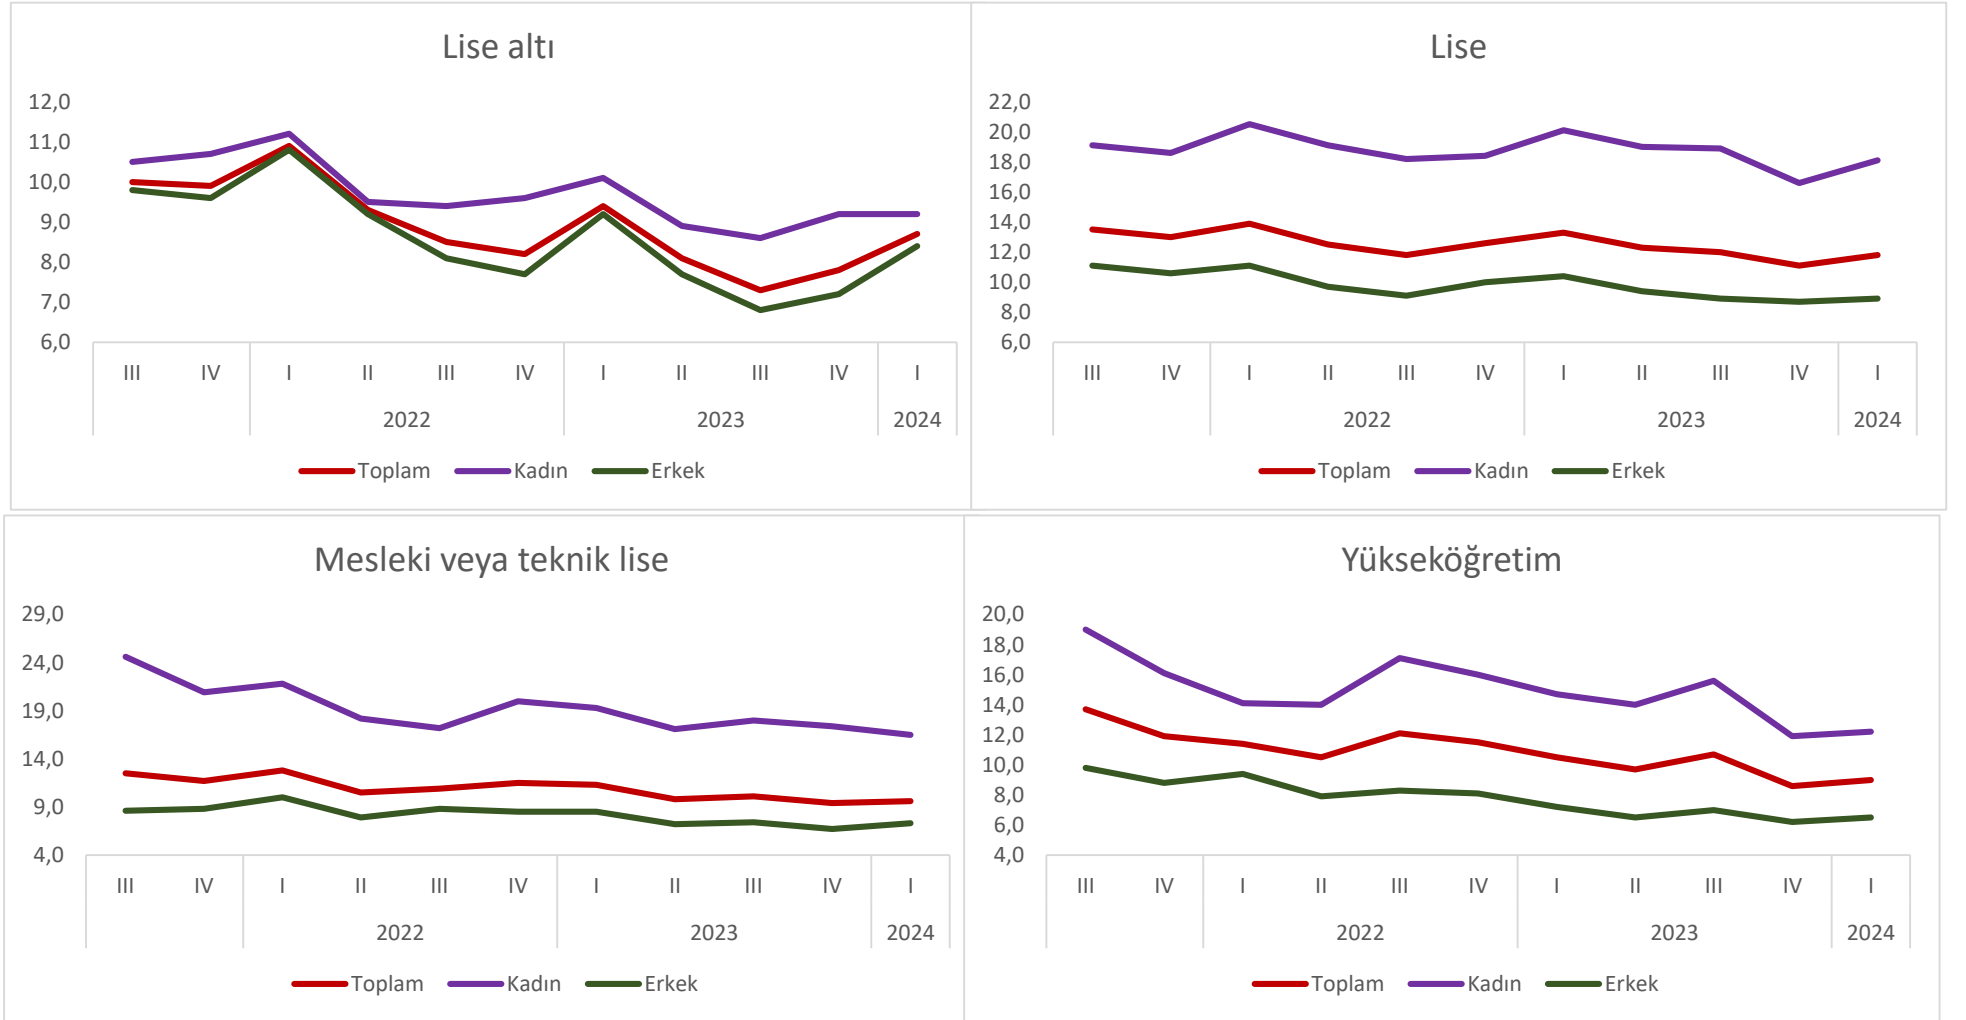 Lise altı
12,0
11,0
10,0
9,0
8,0
7,0
6,0
III IV I II III IV I II III IV I
2022 2023 2024
Toplam Kadın Erkek
Lise
22,0
20,0
18,0
16,0
14,0
12,0
10,0
8,0
6,0
III IV I II III IV I II III IV I
2022 2023 2024
Toplam Kadın Erkek
Mesleki veya teknik lise
29,0
24,0
19,0
14,0
9,0
4,0
III IV I II III IV I II III IV I
2022 2023 2024
Toplam Kadın Erkek
Yükseköğretim
20,0
18,0
16,0
14,0
12,0
10,0
8,0
6,0
4,0
III IV I II III IV I II III IV I
2022 2023 2024
Toplam Kadın Erkek